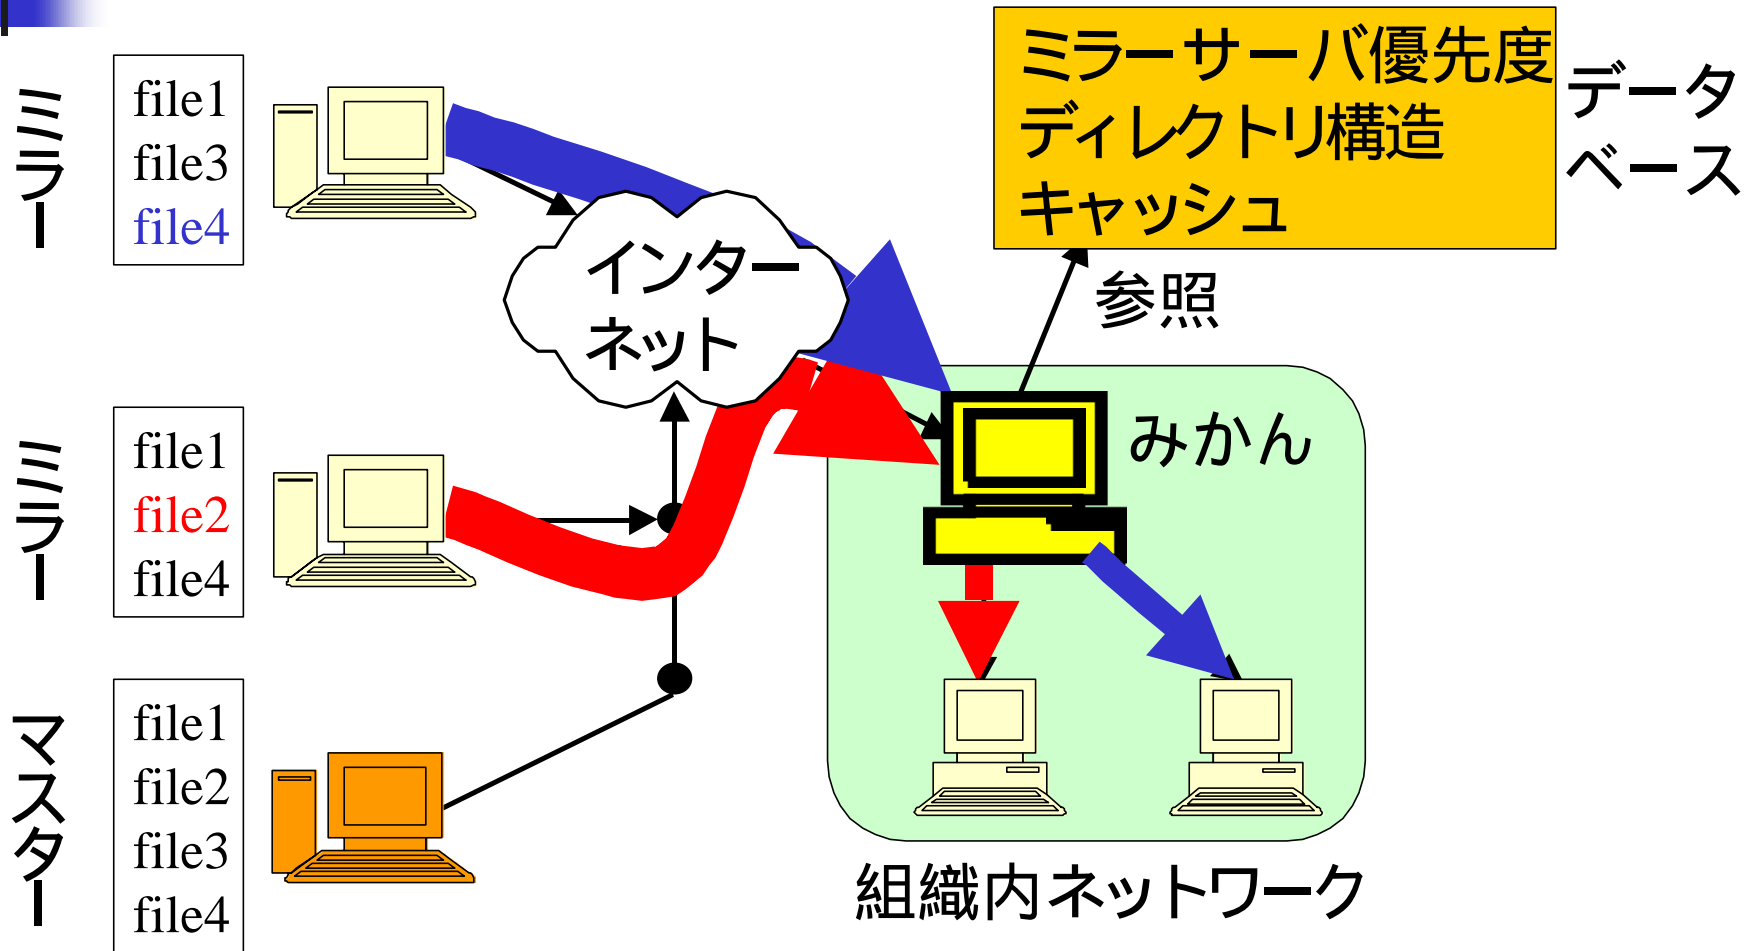 ミラー
file1
file3
file4
インター
ネット
ミラーサーバ優先度
ディレクトリ構造
キャッシュ
データ
ベース
参照
ミラー
file1
file2
file4
みかん
マスター
file1
file2
file3
file4
組織内ネットワーク